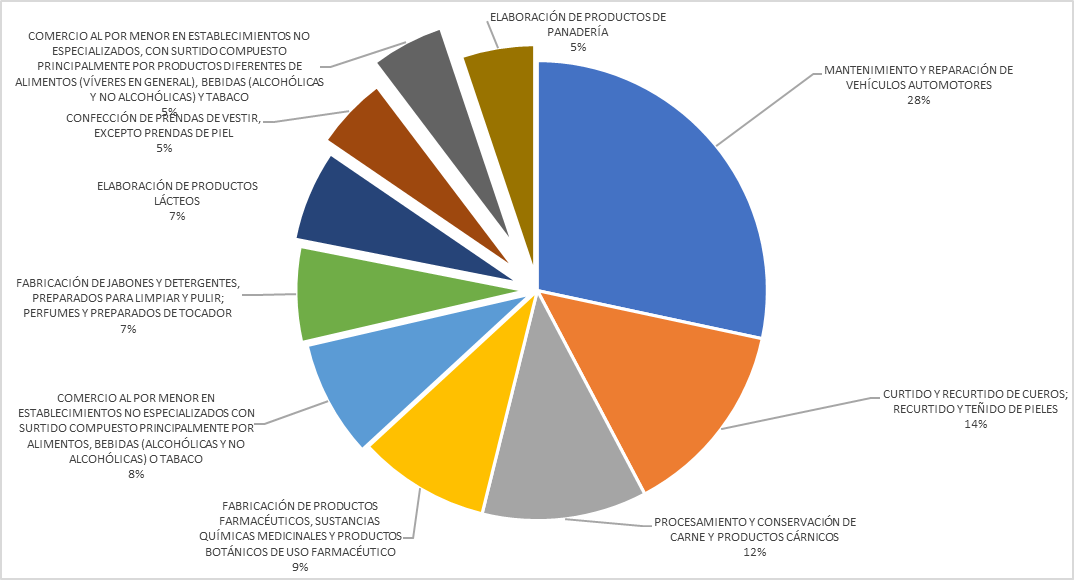 ELABORACIÓN DE PRODUCTOS DE
PANADERÍA
5%
COMERCIO AL POR MENOR EN ESTABLECIMIENTOS NO
ESPECIALIZADOS, CON SURTIDO COMPUESTO
PRINCIPALMENTE POR PRODUCTOS DIFERENTES DE
ALIMENTOS (VÍVERES EN GENERAL), BEBIDAS (ALCOHÓLICAS
Y NO ALCOHÓLICAS) Y TABACO
5%
CONFECCIÓN DE PRENDAS DE VESTIR,
EXCEPTO PRENDAS DE PIEL
5%
ELABORACIÓN DE PRODUCTOS
LÁCTEOS
7%
FABRICACIÓN DE JABONES Y DETERGENTES,
PREPARADOS PARA LIMPIAR Y PULIR;
PERFUMES Y PREPARADOS DE TOCADOR
7%
COMERCIO AL POR MENOR EN
ESTABLECIMIENTOS NO ESPECIALIZADOS CON
SURTIDO COMPUESTO PRINCIPALMENTE POR
ALIMENTOS, BEBIDAS (ALCOHÓLICAS Y NO
ALCOHÓLICAS) O TABACO
8%
FABRICACIÓN DE PRODUCTOS
FARMACÉUTICOS, SUSTANCIAS
QUÍMICAS MEDICINALES Y PRODUCTOS
BOTÁNICOS DE USO FARMACÉUTICO
9%
PROCESAMIENTO Y CONSERVACIÓN DE
CARNE Y PRODUCTOS CÁRNICOS
12%
CURTIDO Y RECURTIDO DE CUEROS;
RECURTIDO Y TEÑIDO DE PIELES
14%
MANTENIMIENTO Y REPARACIÓN DE
VEHÍCULOS AUTOMOTORES
28%